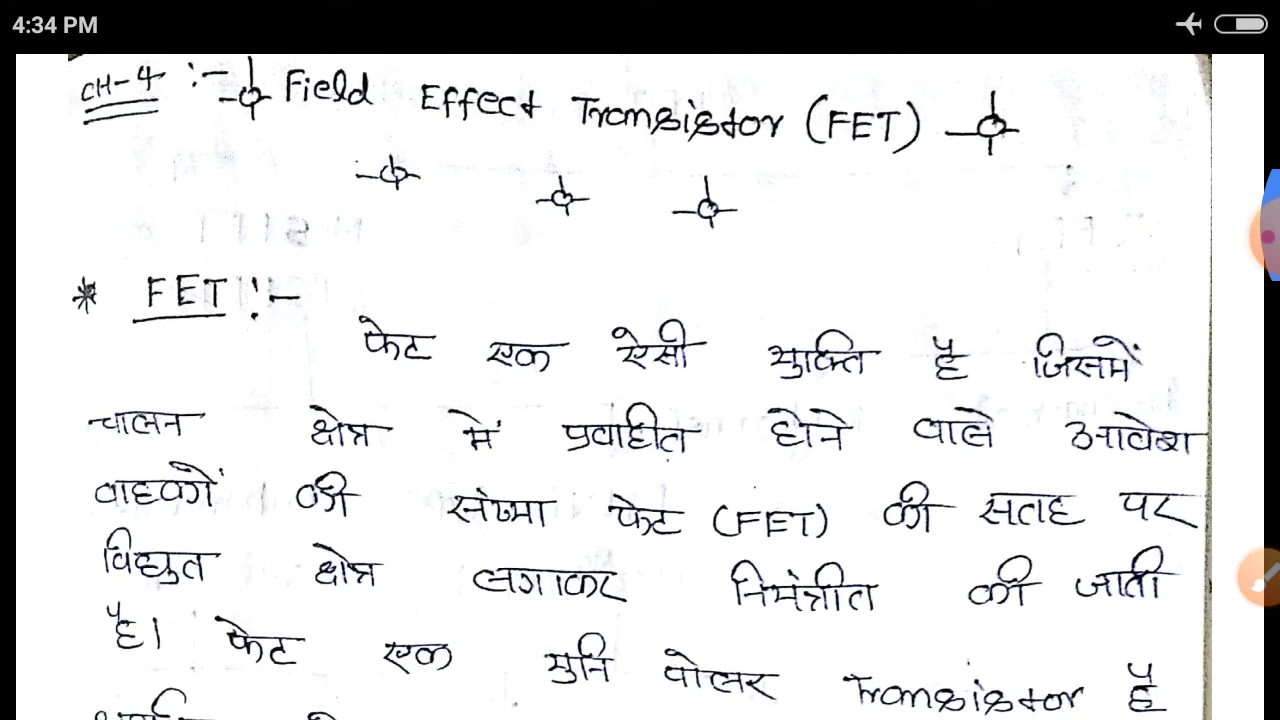 4:34 PM
CH-4 :- Field Effect Transistor (FET)
* FET :-
फेट एक ऐसी युक्ति है जिसमें
चालन क्षेत्र में प्रवाहीत होने वाले आवेश
वाहकों की संख्या फेट (FET) की सतह पर
विद्युत क्षेत्र लगाकर नियंत्रीत की जाती
है। फेट एक युनि पोलर Transistor है